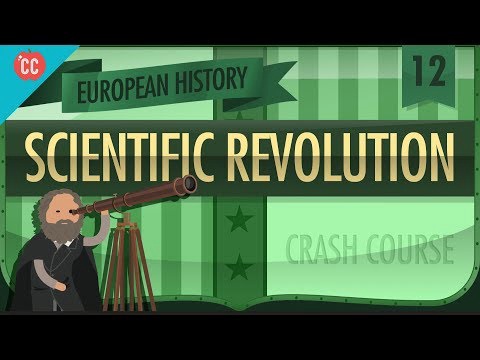 CC
EUROPEAN HISTORY
12
SCIENTIFIC REVOLUTION
CRASH COURSE